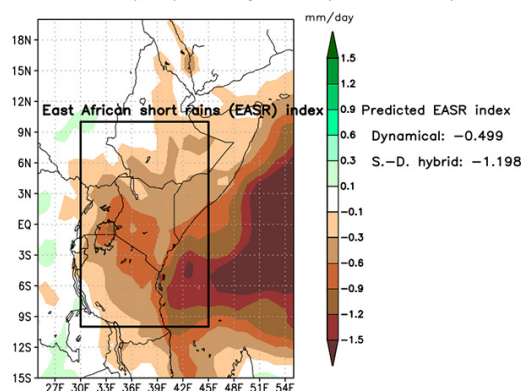 mm/day
18N
15N
12N
9N
6N
3N
EQ
3S
6S
9S
12S
15S
27E 30E 33E 36E 39E 42E 45E 48E 51E 54E
East African short rains (EASR) index
1.5
1.2
0.9
0.6
0.3
0.1
−0.1
−0.3
−0.6
−0.9
−1.2
−1.5
Predicted EASR index
Dynamical: −0.499
S.−D. hybrid: −1.198